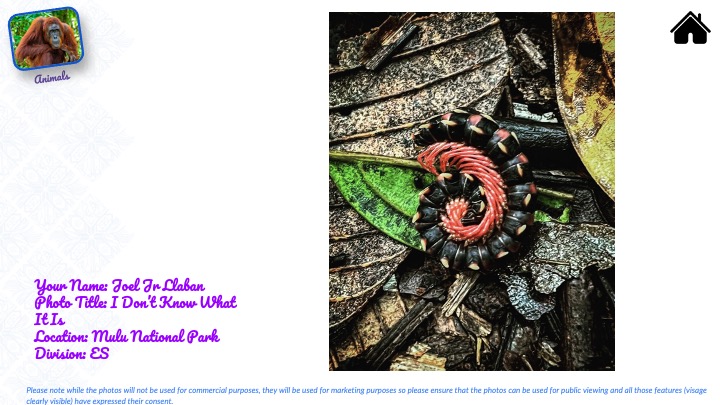 Animals
Your Name: Joel Jr Llaban
Photo Title: I Don't Know What
It Is
Location: Mulu National Park
Division: ES
Please note while the photos will not be used for commercial purposes, they will be used for marketing purposes so please ensure that the photos can be used for public viewing and all those features (visage
clearly visible) have expressed their consent.